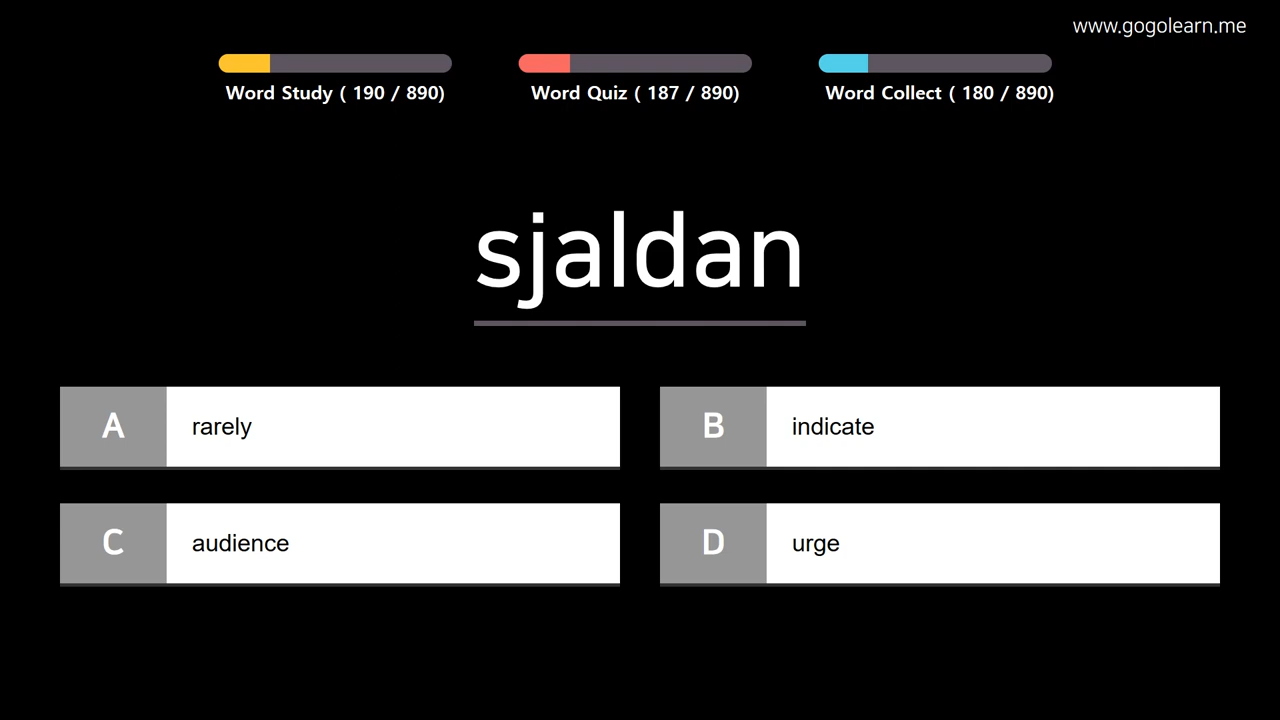 www.gogolearn.me
Word Study ( 190 / 890)
Word Quiz ( 187 / 890)
Word Collect ( 180 / 890)
sjaldan
A rarely
B indicate
C audience
D urge